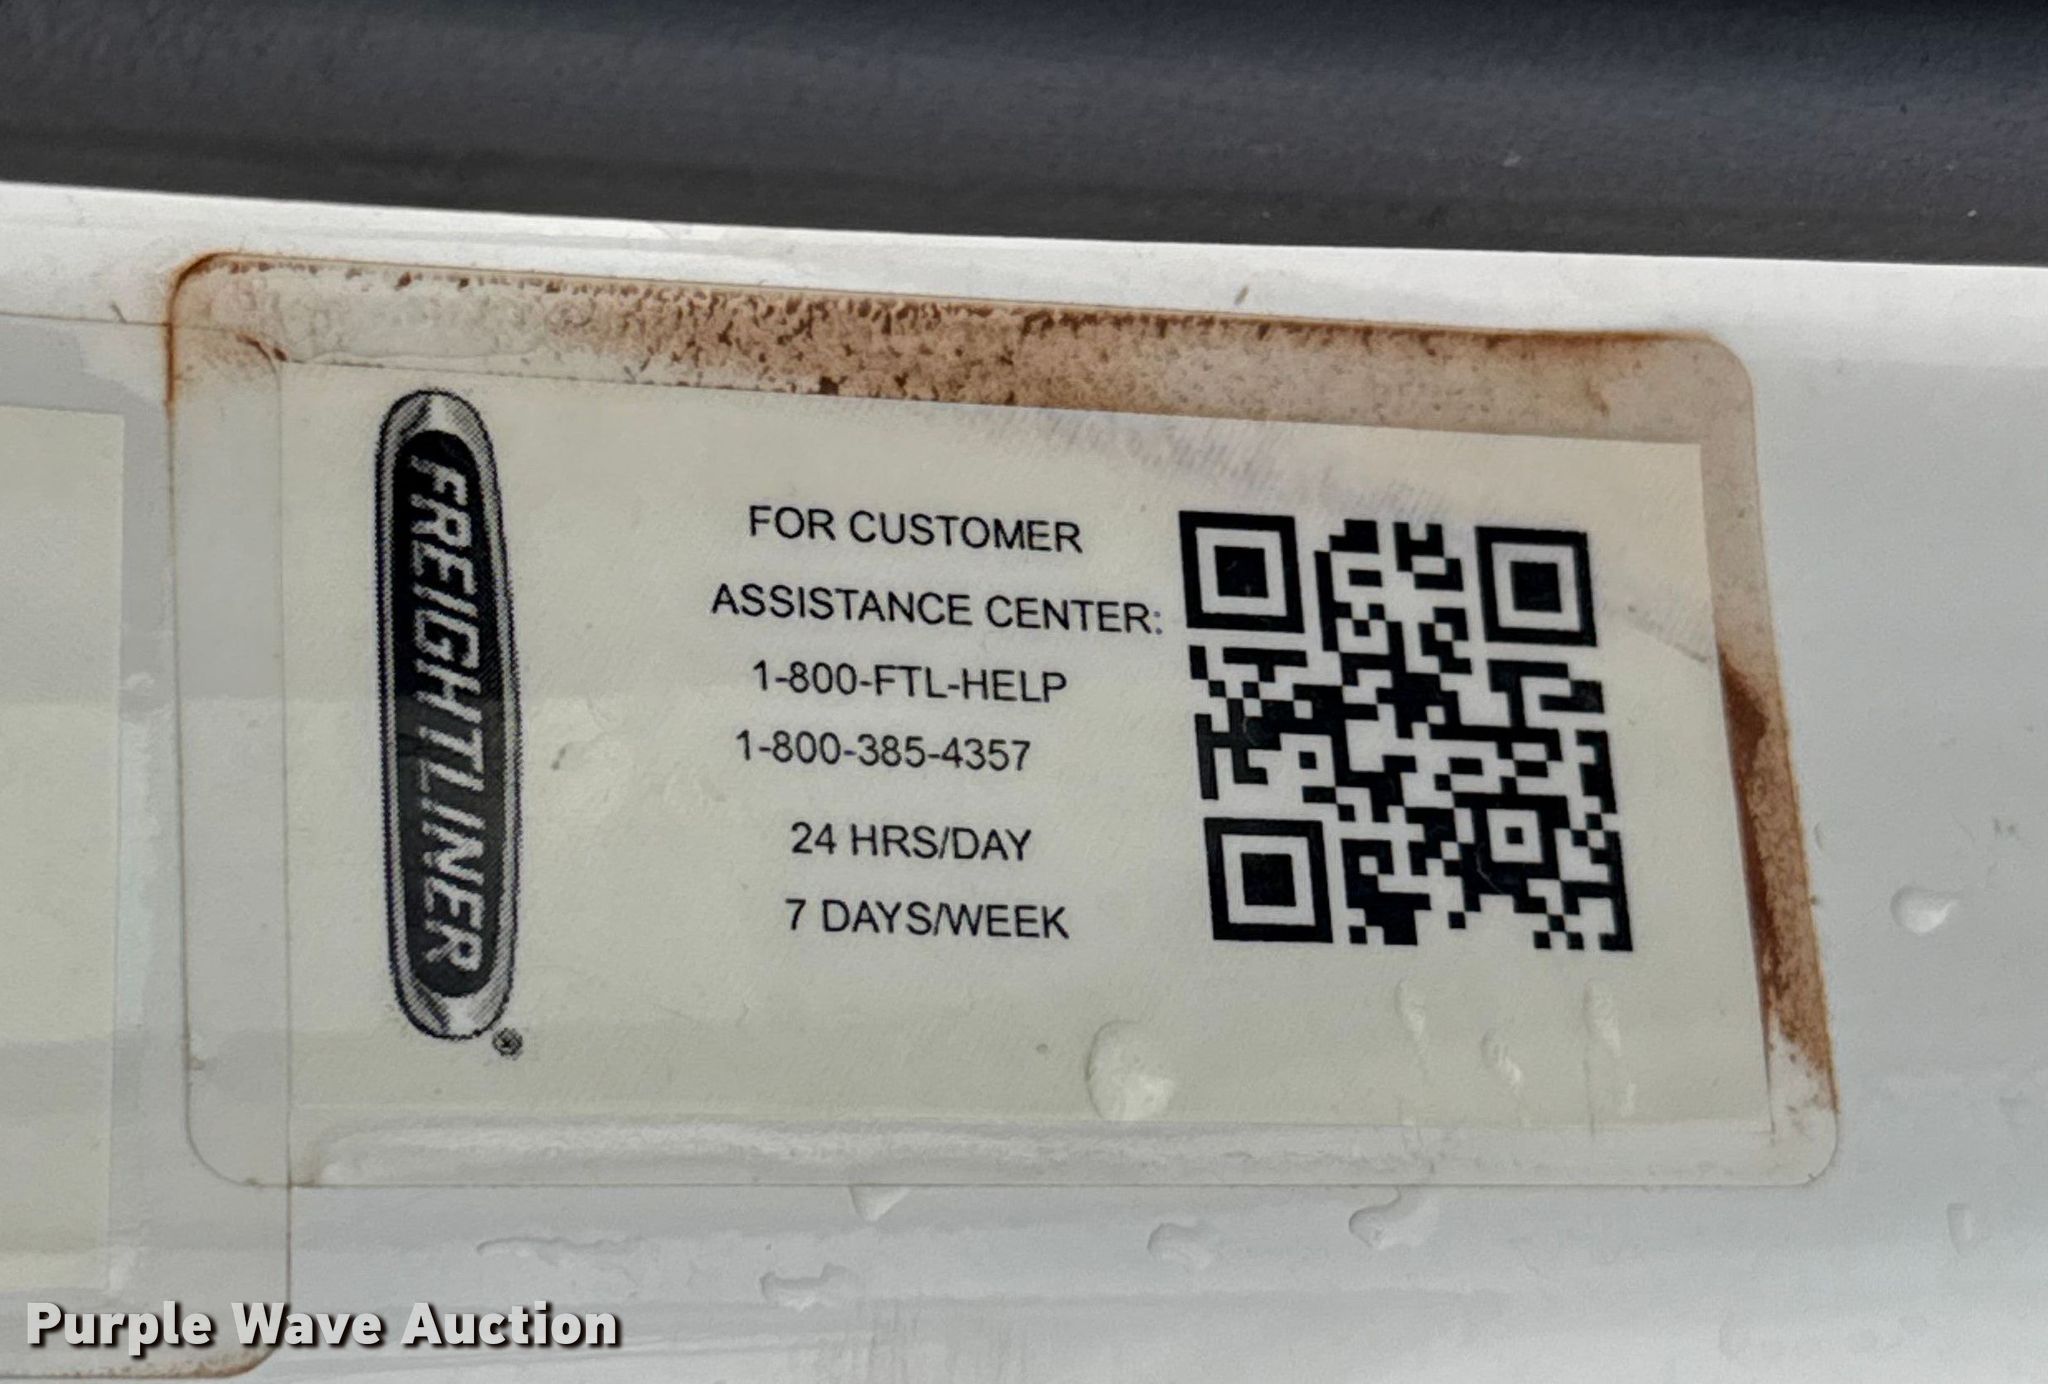 FREIGHTLINER
®
FOR CUSTOMER
ASSISTANCE CENTER:
1-800-FTL-HELP
1-800-385-4357
24 HRS/DAY
7 DAYS/WEEK
Purple Wave Auction